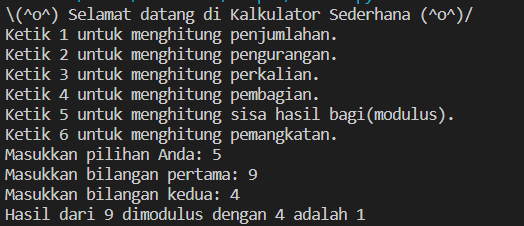 \(^o^) Selamat datang di Kalkulator Sederhana (^o^)/
Ketik 1 untuk menghitung penjumlahan.
Ketik 2 untuk menghitung pengurangan.
Ketik 3 untuk menghitung perkalian.
Ketik 4 untuk menghitung pembagian.
Ketik 5 untuk menghitung sisa hasil bagi(modulus).
Ketik 6 untuk menghitung pemangkatan.
Masukkan pilihan Anda: 5
Masukkan bilangan pertama: 9
Masukkan bilangan kedua: 4
Hasil dari 9 dimodulus dengan 4 adalah 1